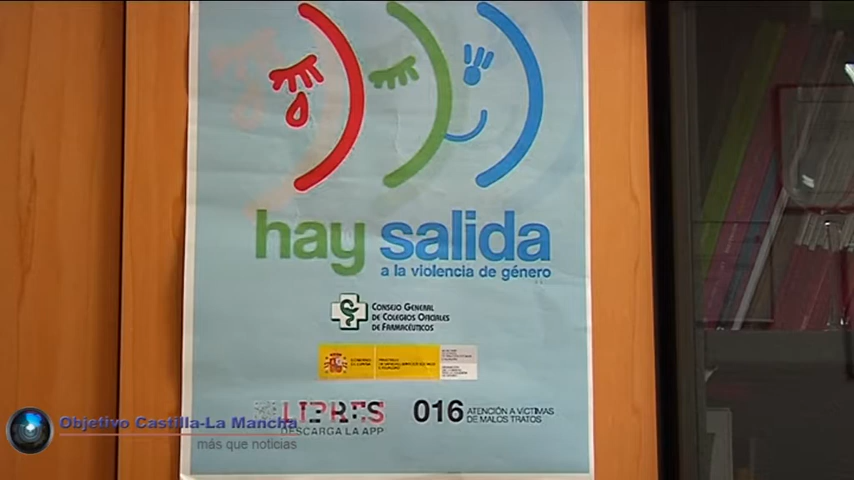 hay salida
a la violencia de género
CONSEJO GENERAL
DE COLEGIOS OFICIALES
DE FARMACÉUTICOS
LIBRES
DESCARGA LA APP
016 ATENCIÓN A VÍCTIMAS
DE MALOS TRATOS
Objetivo Castilla-La Mancha
más que noticias